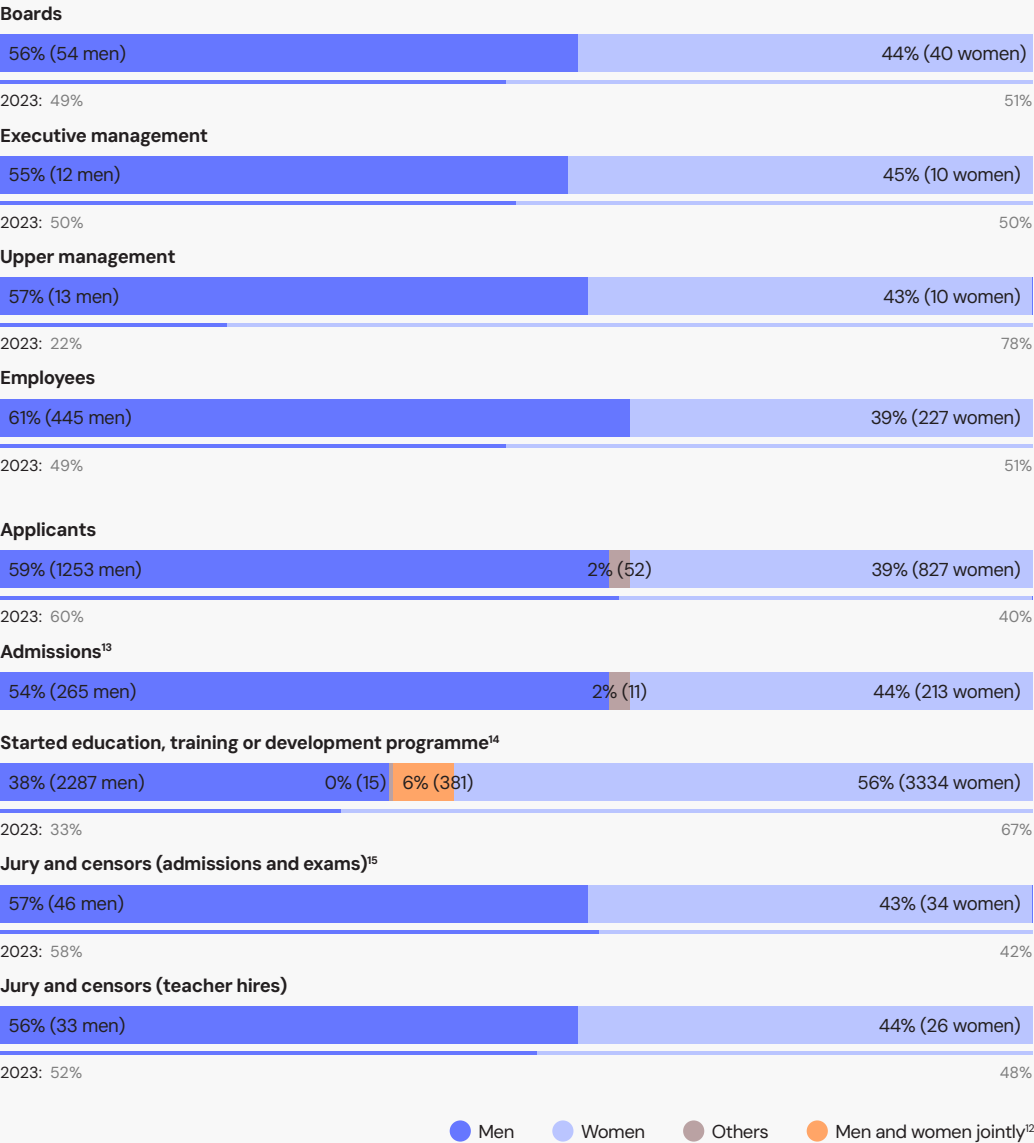 Boards
56% (54 men) 44% (40 women)
2023: 49% 51%
Executive management
55% (12 men) 45% (10 women)
2023: 50% 50%
Upper management
57% (13 men) 43% (10 women)
2023: 22% 78%
Employees
61% (445 men) 39% (227 women)
2023: 49% 51%
Applicants
59% (1253 men) 2% (52) 39% (827 women)
2023: 60% 40%
Admissions¹³
54% (265 men) 2% (11) 44% (213 women)
Started education, training or development programme¹⁴
38% (2287 men) 0% (15) 6% (381) 56% (3334 women)
2023: 33% 67%
Jury and censors (admissions and exams)¹⁵
57% (46 men) 43% (34 women)
2023: 58% 42%
Jury and censors (teacher hires)
56% (33 men) 44% (26 women)
2023: 52% 48%
Men Women Others Men and women jointly¹²